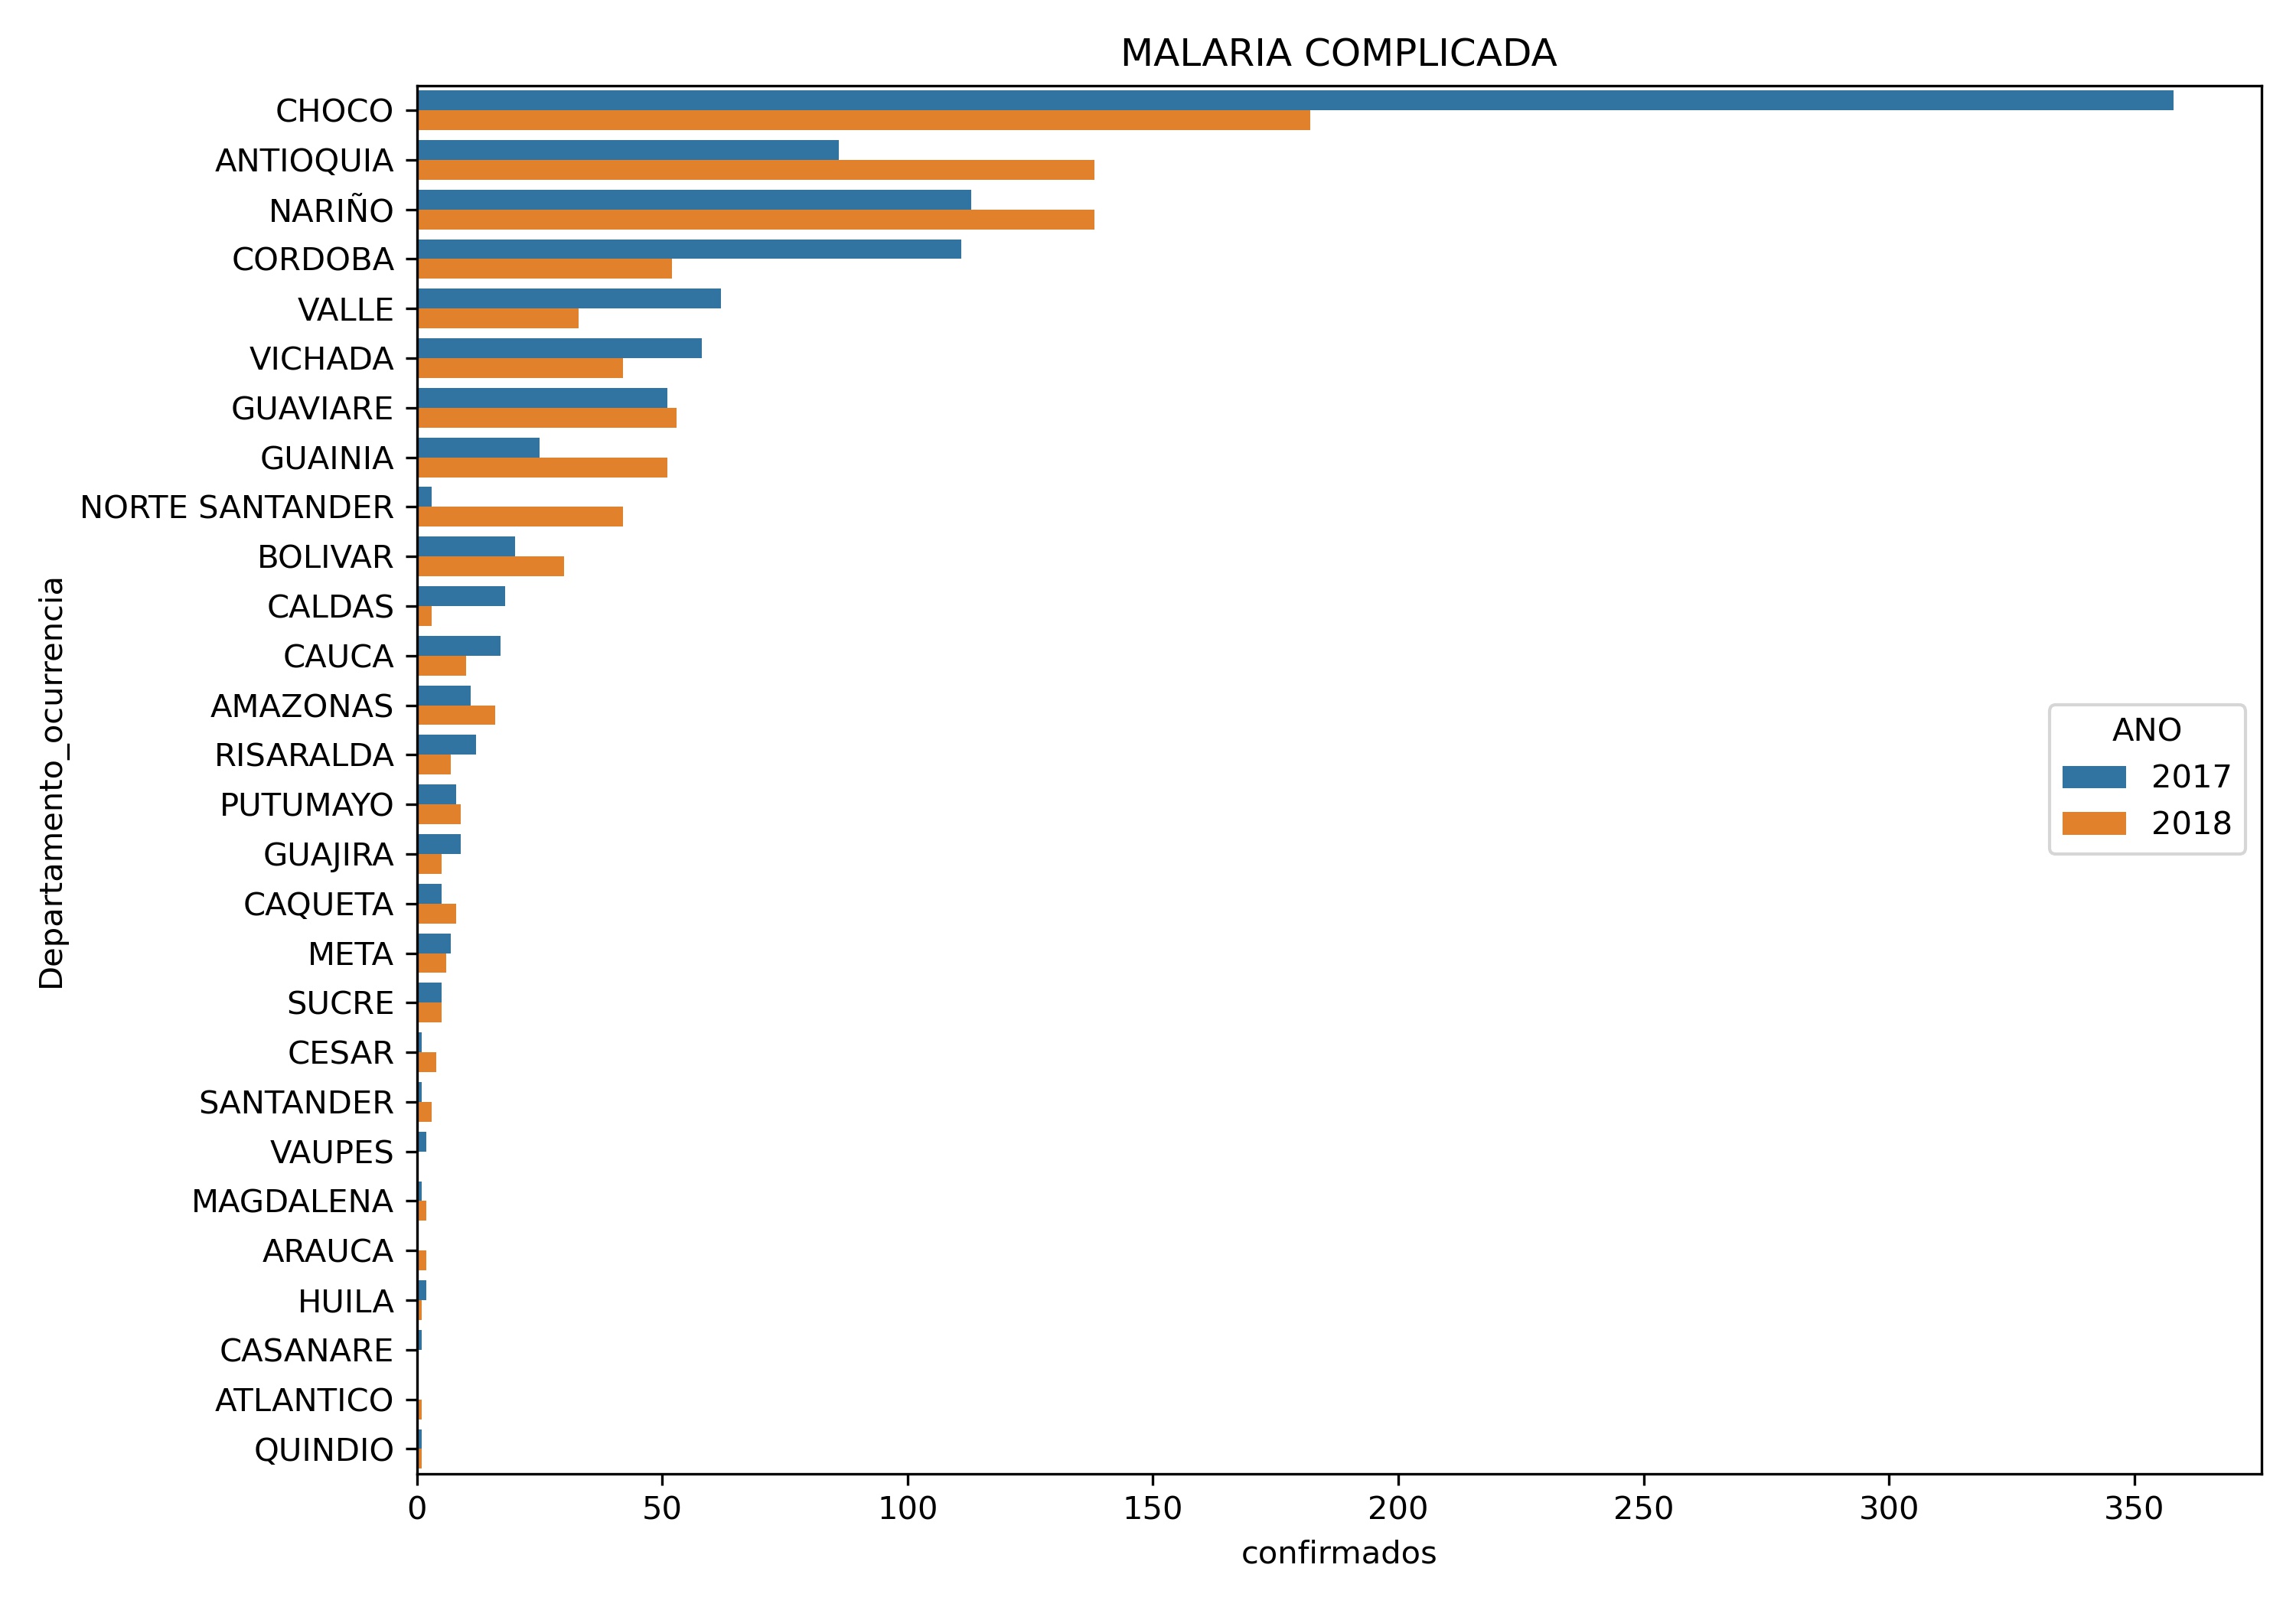 MALARIA COMPLICADA
Departamento_ocurrencia
CHOCO
ANTIOQUIA
NARIÑO
CORDOBA
VALLE
VICHADA
GUAVIARE
GUAINIA
NORTE SANTANDER
BOLIVAR
CALDAS
CAUCA
AMAZONAS
RISARALDA
PUTUMAYO
GUAJIRA
CAQUETA
META
SUCRE
CESAR
SANTANDER
VAUPES
MAGDALENA
ARAUCA
HUILA
CASANARE
ATLANTICO
QUINDIO
ANO
2017
2018
0 50 100 150 200 250 300 350
confirmados